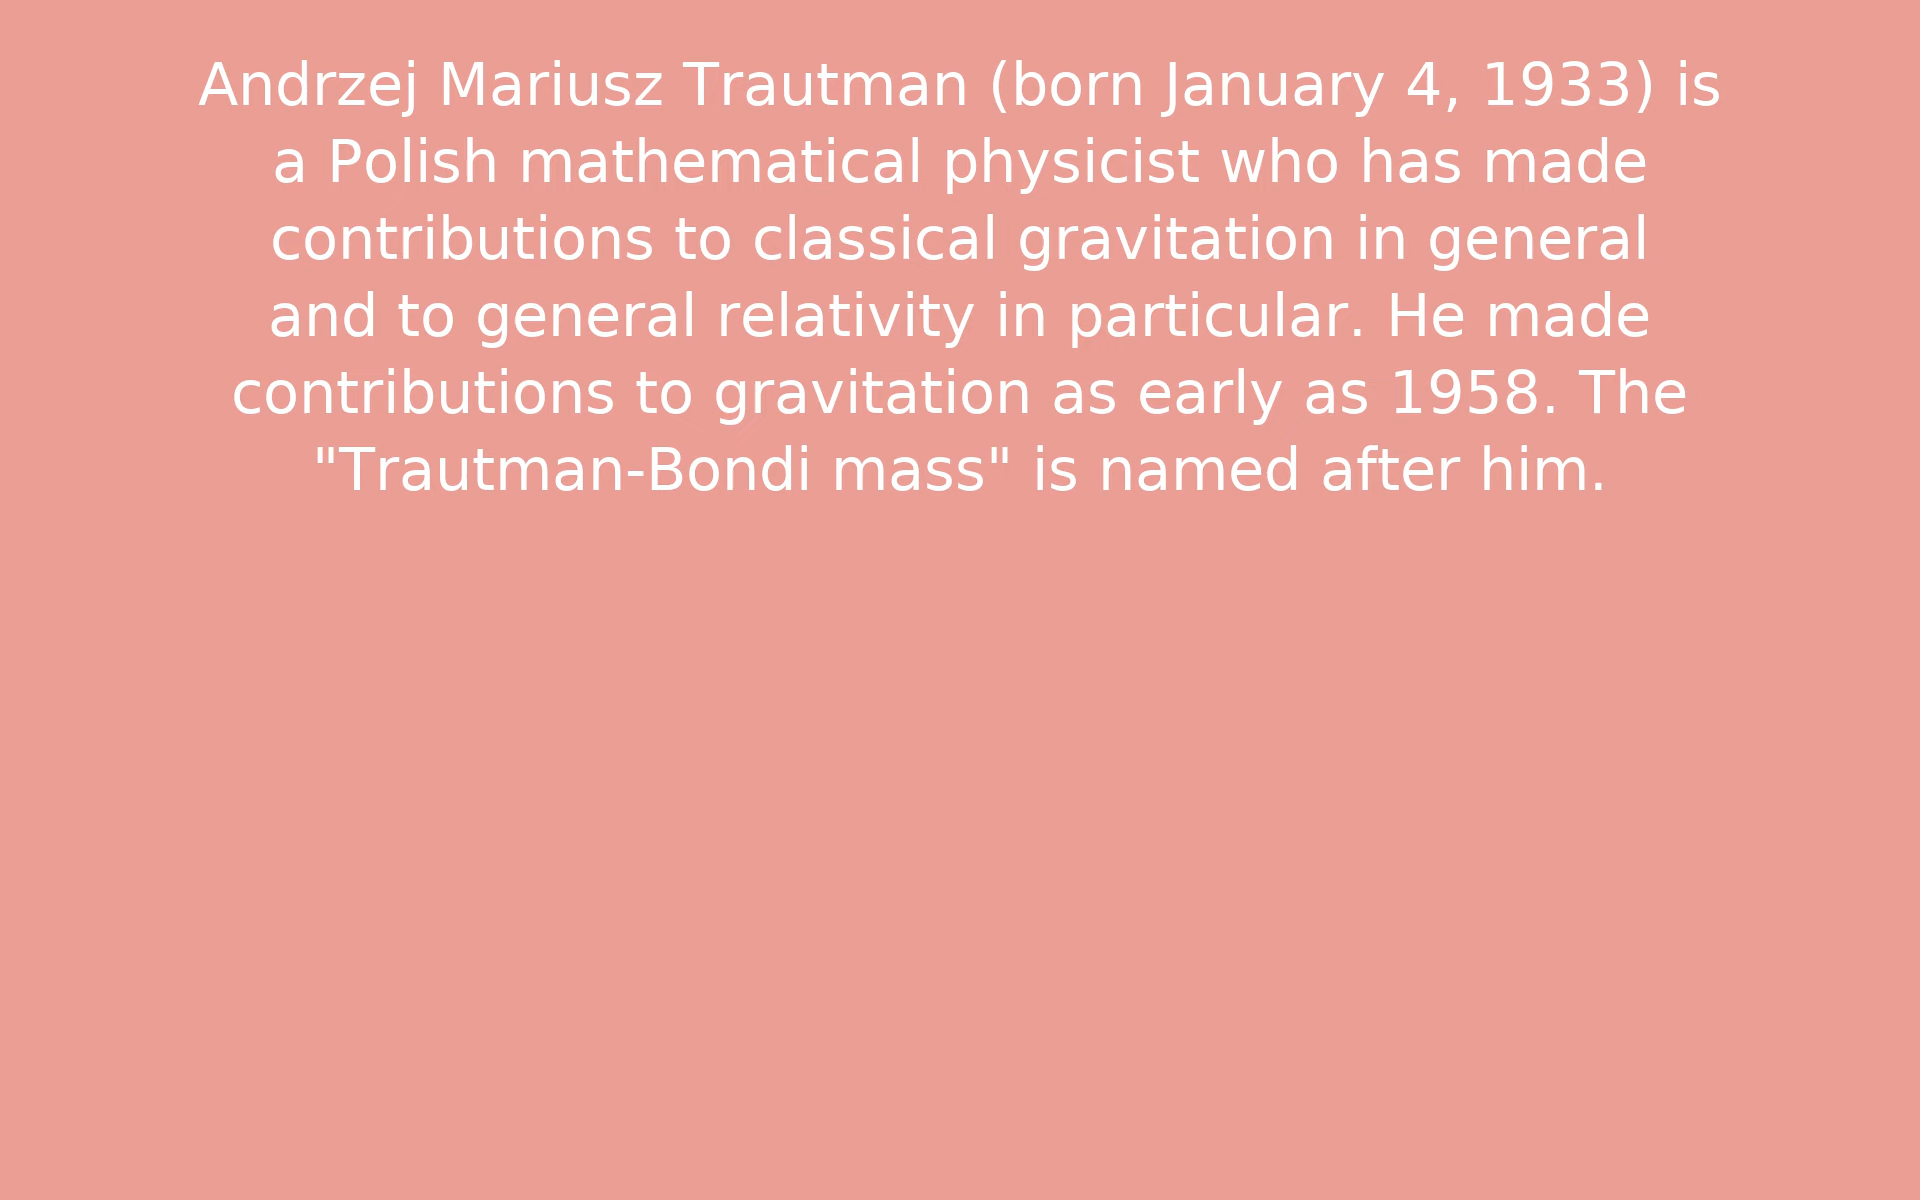 Andrzej Mariusz Trautman (born January 4, 1933) is
a Polish mathematical physicist who has made
contributions to classical gravitation in general
and to general relativity in particular. He made
contributions to gravitation as early as 1958. The
"Trautman-Bondi mass" is named after him.